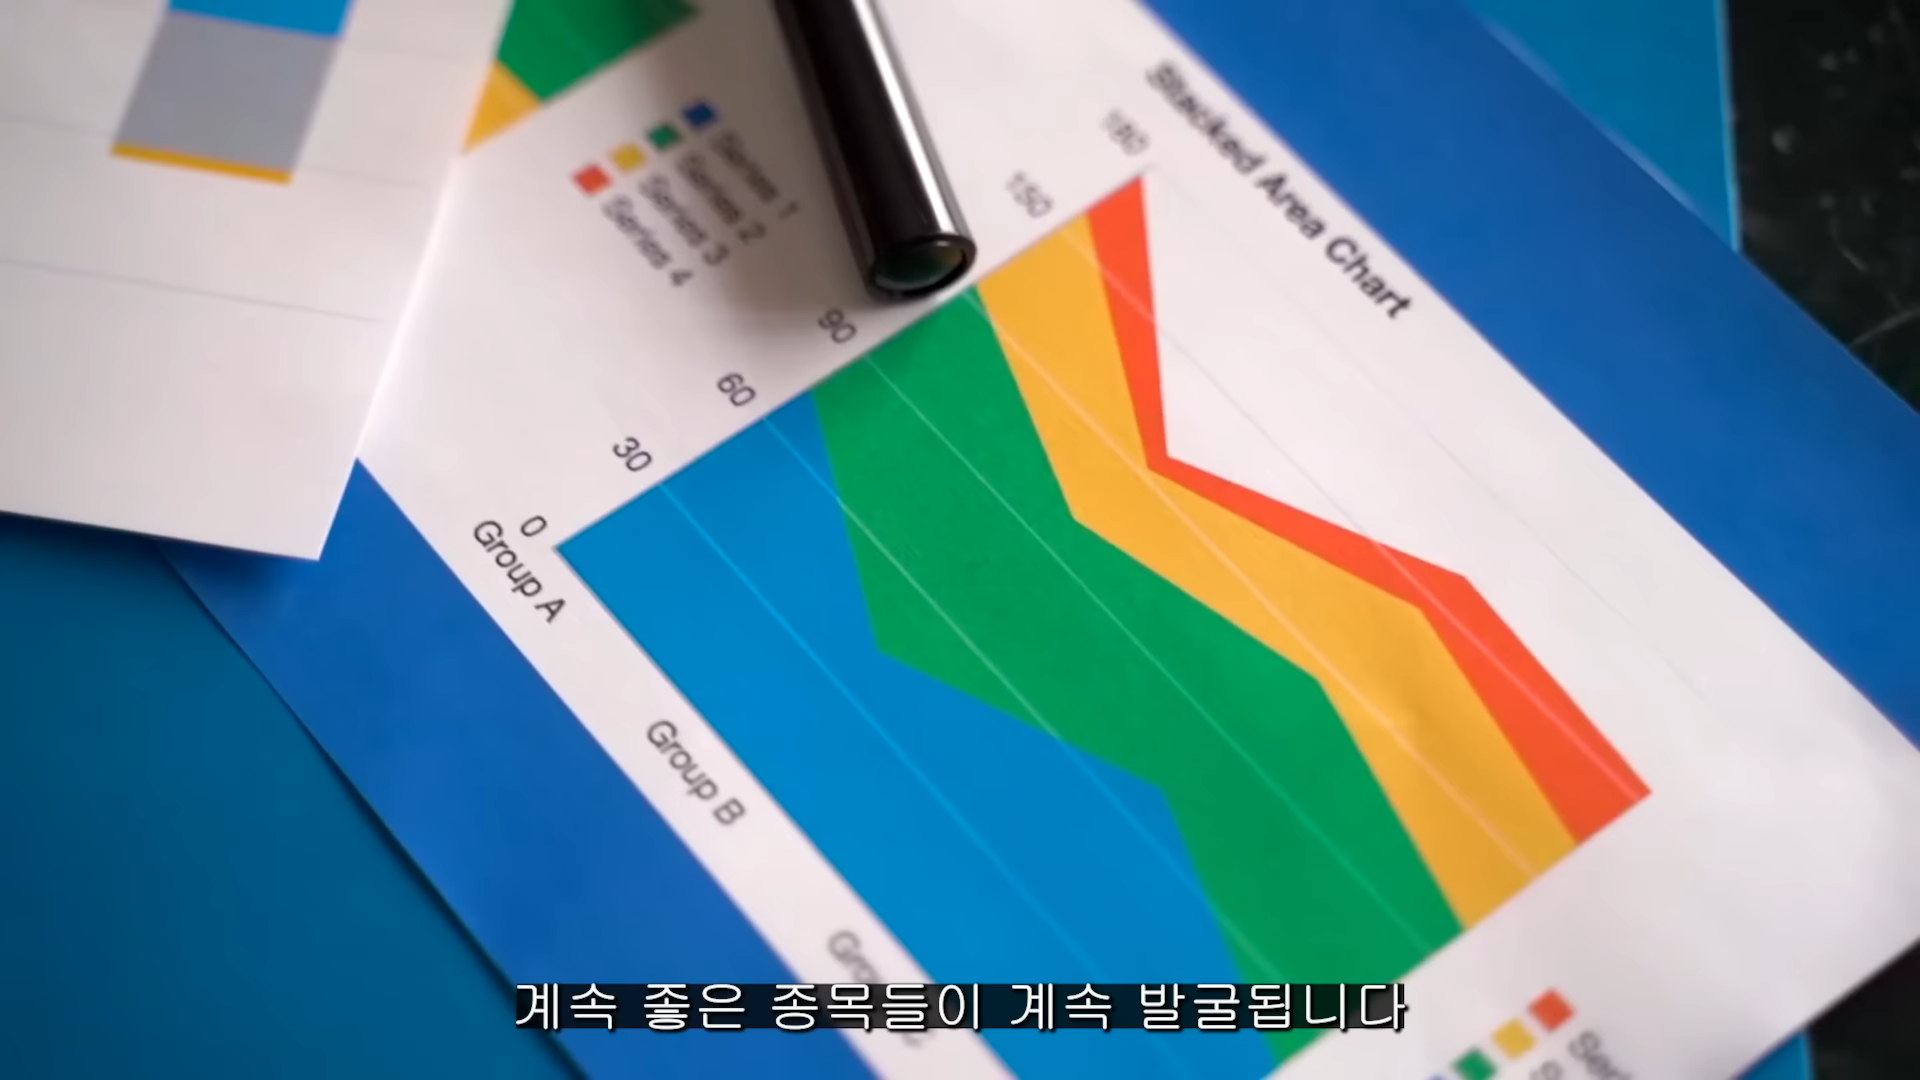 Stacked Area Chart
180
150
90
60
30
0
Group A
Group B
Series 1
Series 2
Series 3
Series 4
계속 좋은 종목들이 계속 발굴됩니다